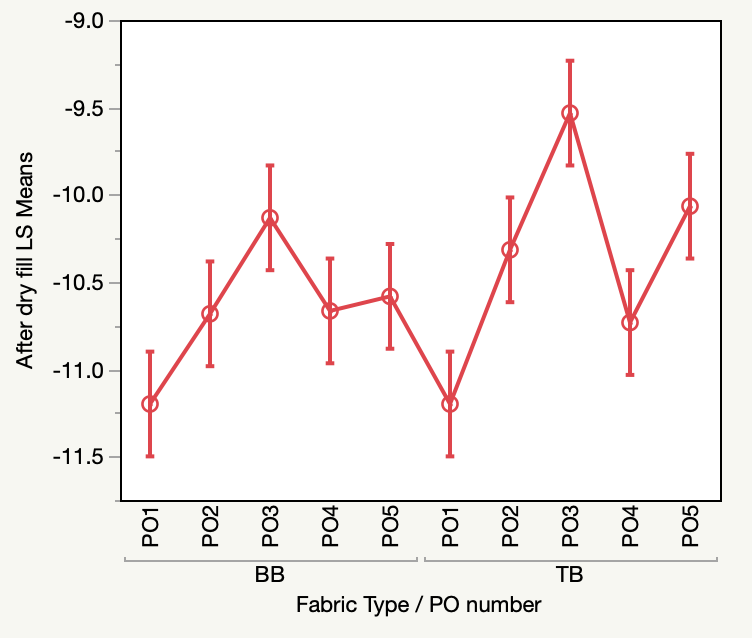 -9.0
-9.5
-10.0
-10.5
-11.0
-11.5
After dry fill LS Means
PO1 PO2 PO3 PO4 PO5 PO1 PO2 PO3 PO4 PO5
BB TB
Fabric Type / PO number